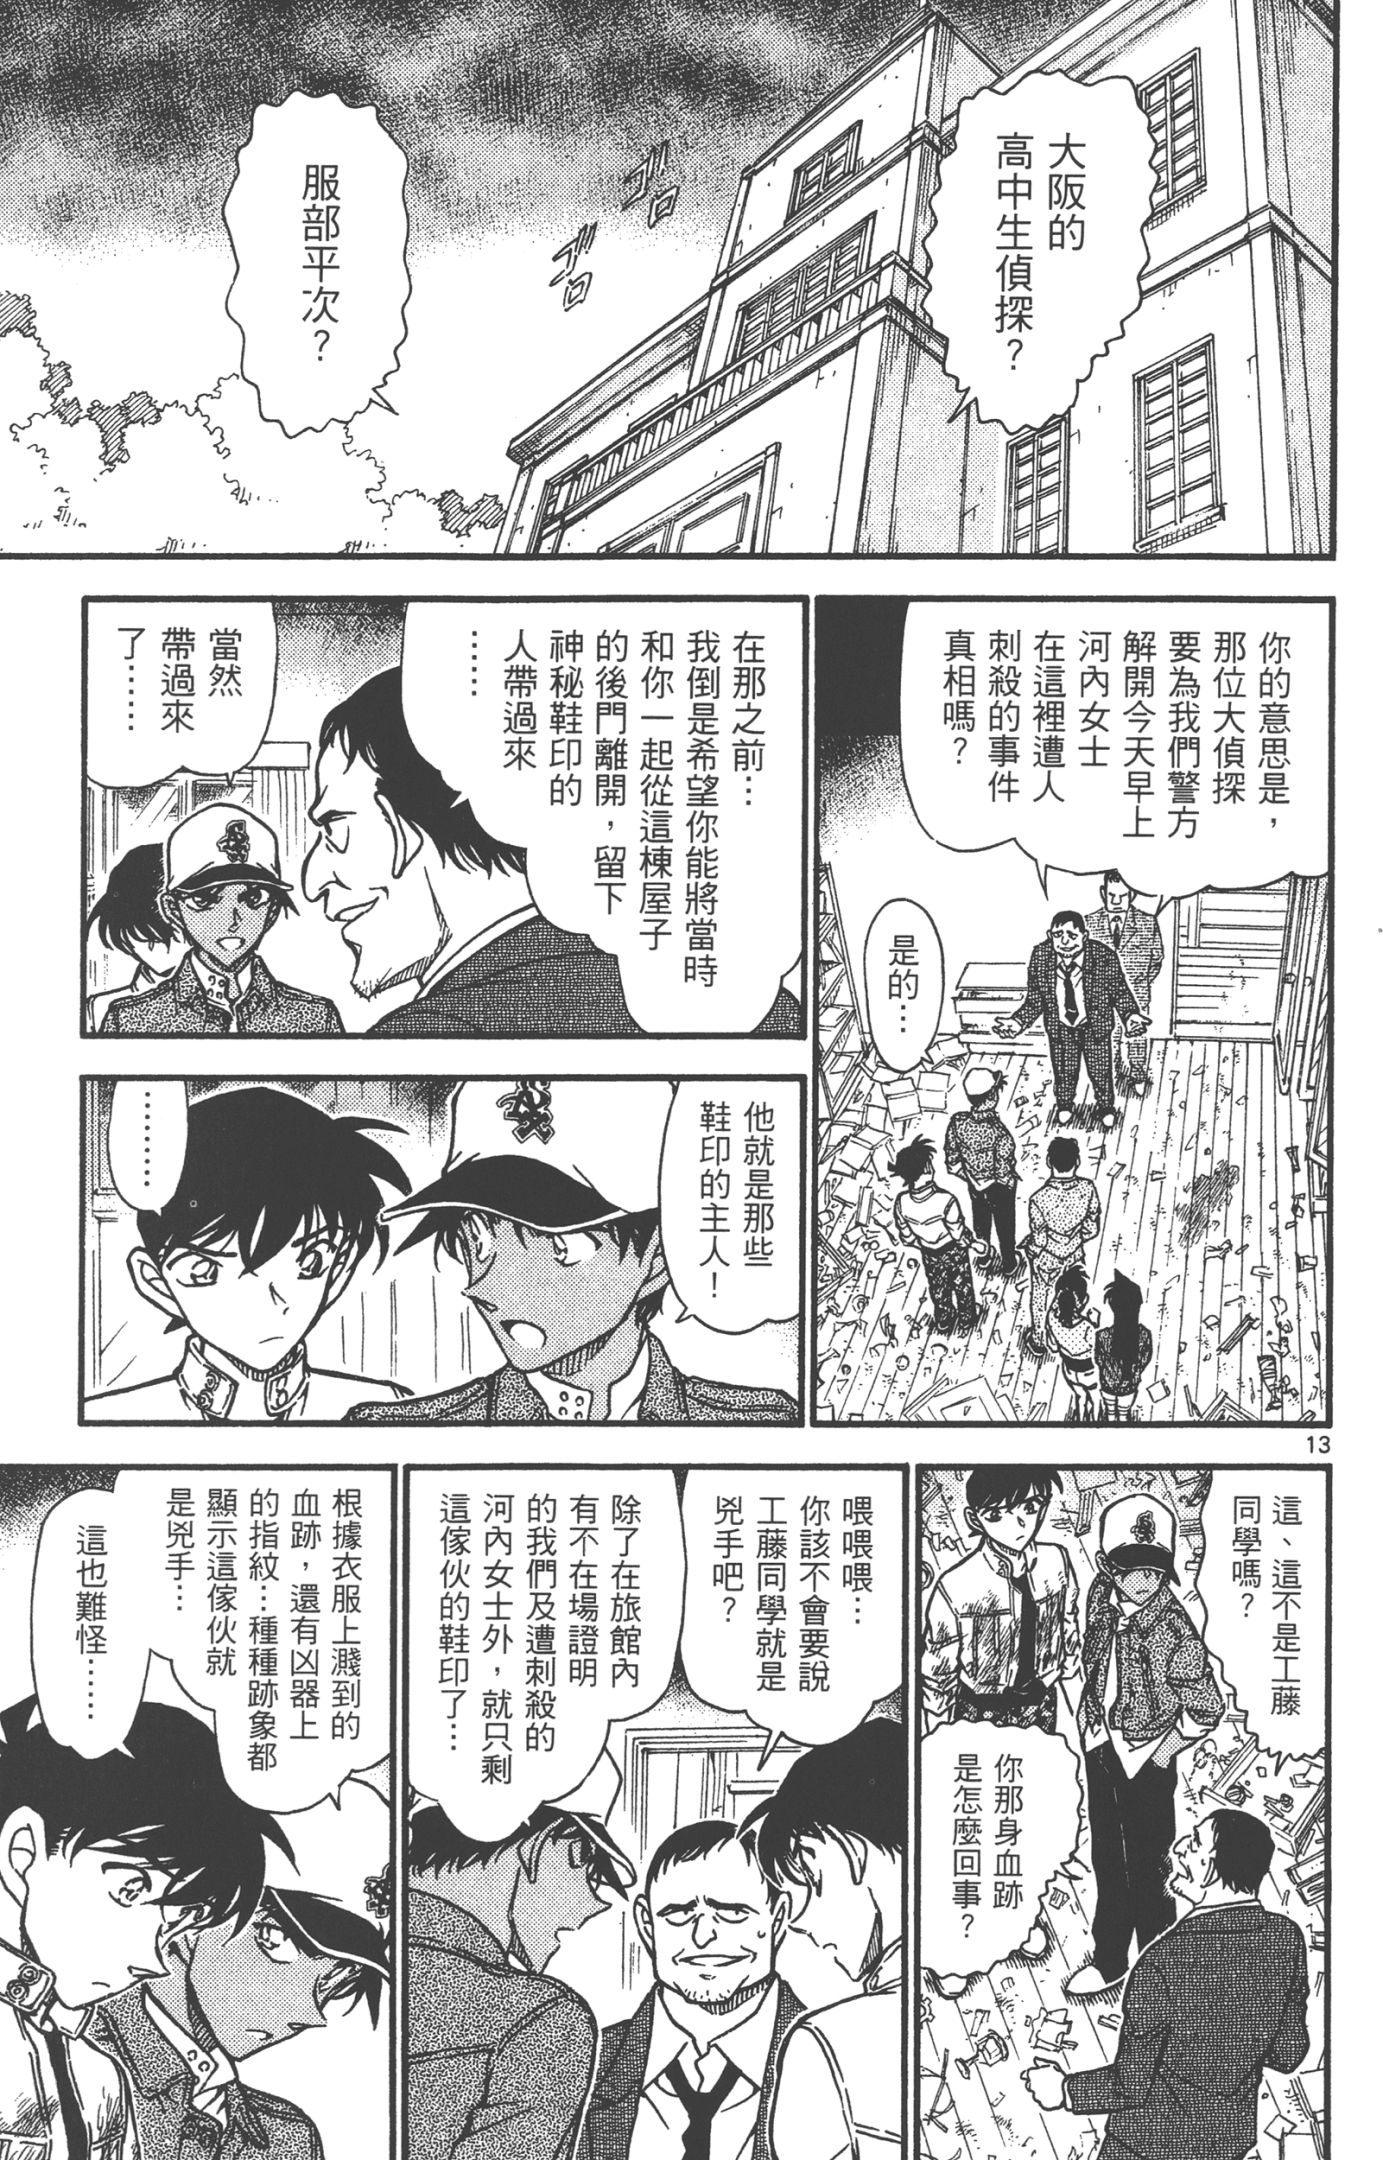 大阪的
高中生偵探？
服部平次？
ゴロ
ゴロ
你的意思是，
那位大偵探
要為我們警方
解開今天早上
河內女士
在這裡遭人
刺殺的事件
真相嗎？
是的…
在那之前…
我倒是希望你能將當時
和你一起從這棟屋子
的後門離開，留下
神秘鞋印的
人帶過來
……
當然
帶過來
了……
他就是那些
鞋印的主人！
………
13
這、這不是工藤
同學嗎？
你那身血跡
是怎麼回事？
喂喂喂…
你該不會要說
工藤同學就是
兇手吧？
除了在旅館內
有不在場證明
的我們及遭刺殺的
河內女士外，就只剩
這傢伙的鞋印了…
根據衣服上濺到的
血跡，還有凶器上
的指紋…種種跡象都
顯示這傢伙就
是兇手…
這也難怪……